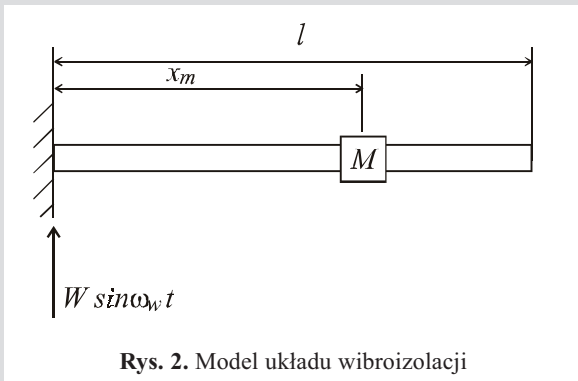 l
x_m
M
W sinω_w t
Rys. 2. Model układu wibroizolacji